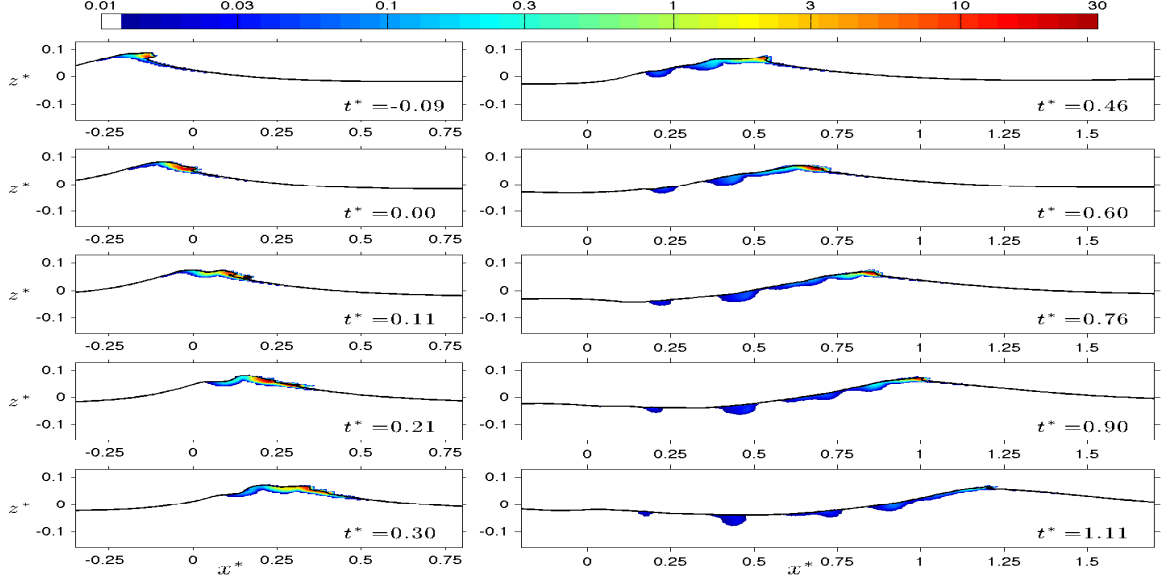 0.01 0.03 0.1 0.3 1 3 10 30
z* 0.1 0 -0.1 t* =-0.09
-0.25 0 0.25 0.5 0.75
0.1 0 -0.1 t* =0.46
0 0.25 0.5 0.75 1 1.25 1.5
z* 0.1 0 -0.1 t* =0.00
-0.25 0 0.25 0.5 0.75
z* 0.1 0 -0.1 t* =0.60
0 0.25 0.5 0.75 1 1.25 1.5
z* 0.1 0 -0.1 t* =0.11
-0.25 0 0.25 0.5 0.75
z* 0.1 0 -0.1 t* =0.76
0 0.25 0.5 0.75 1 1.25 1.5
z* 0.1 0 -0.1 t* =0.21
-0.25 0 0.25 0.5 0.75
z* 0.1 0 -0.1 t* =0.90
0 0.25 0.5 0.75 1 1.25 1.5
z* 0.1 0 -0.1 t* =0.30
-0.25 0 0.25 0.5 0.75
x*
z* 0.1 0 -0.1 t* =1.11
0 0.25 0.5 0.75 1 1.25 1.5
x*